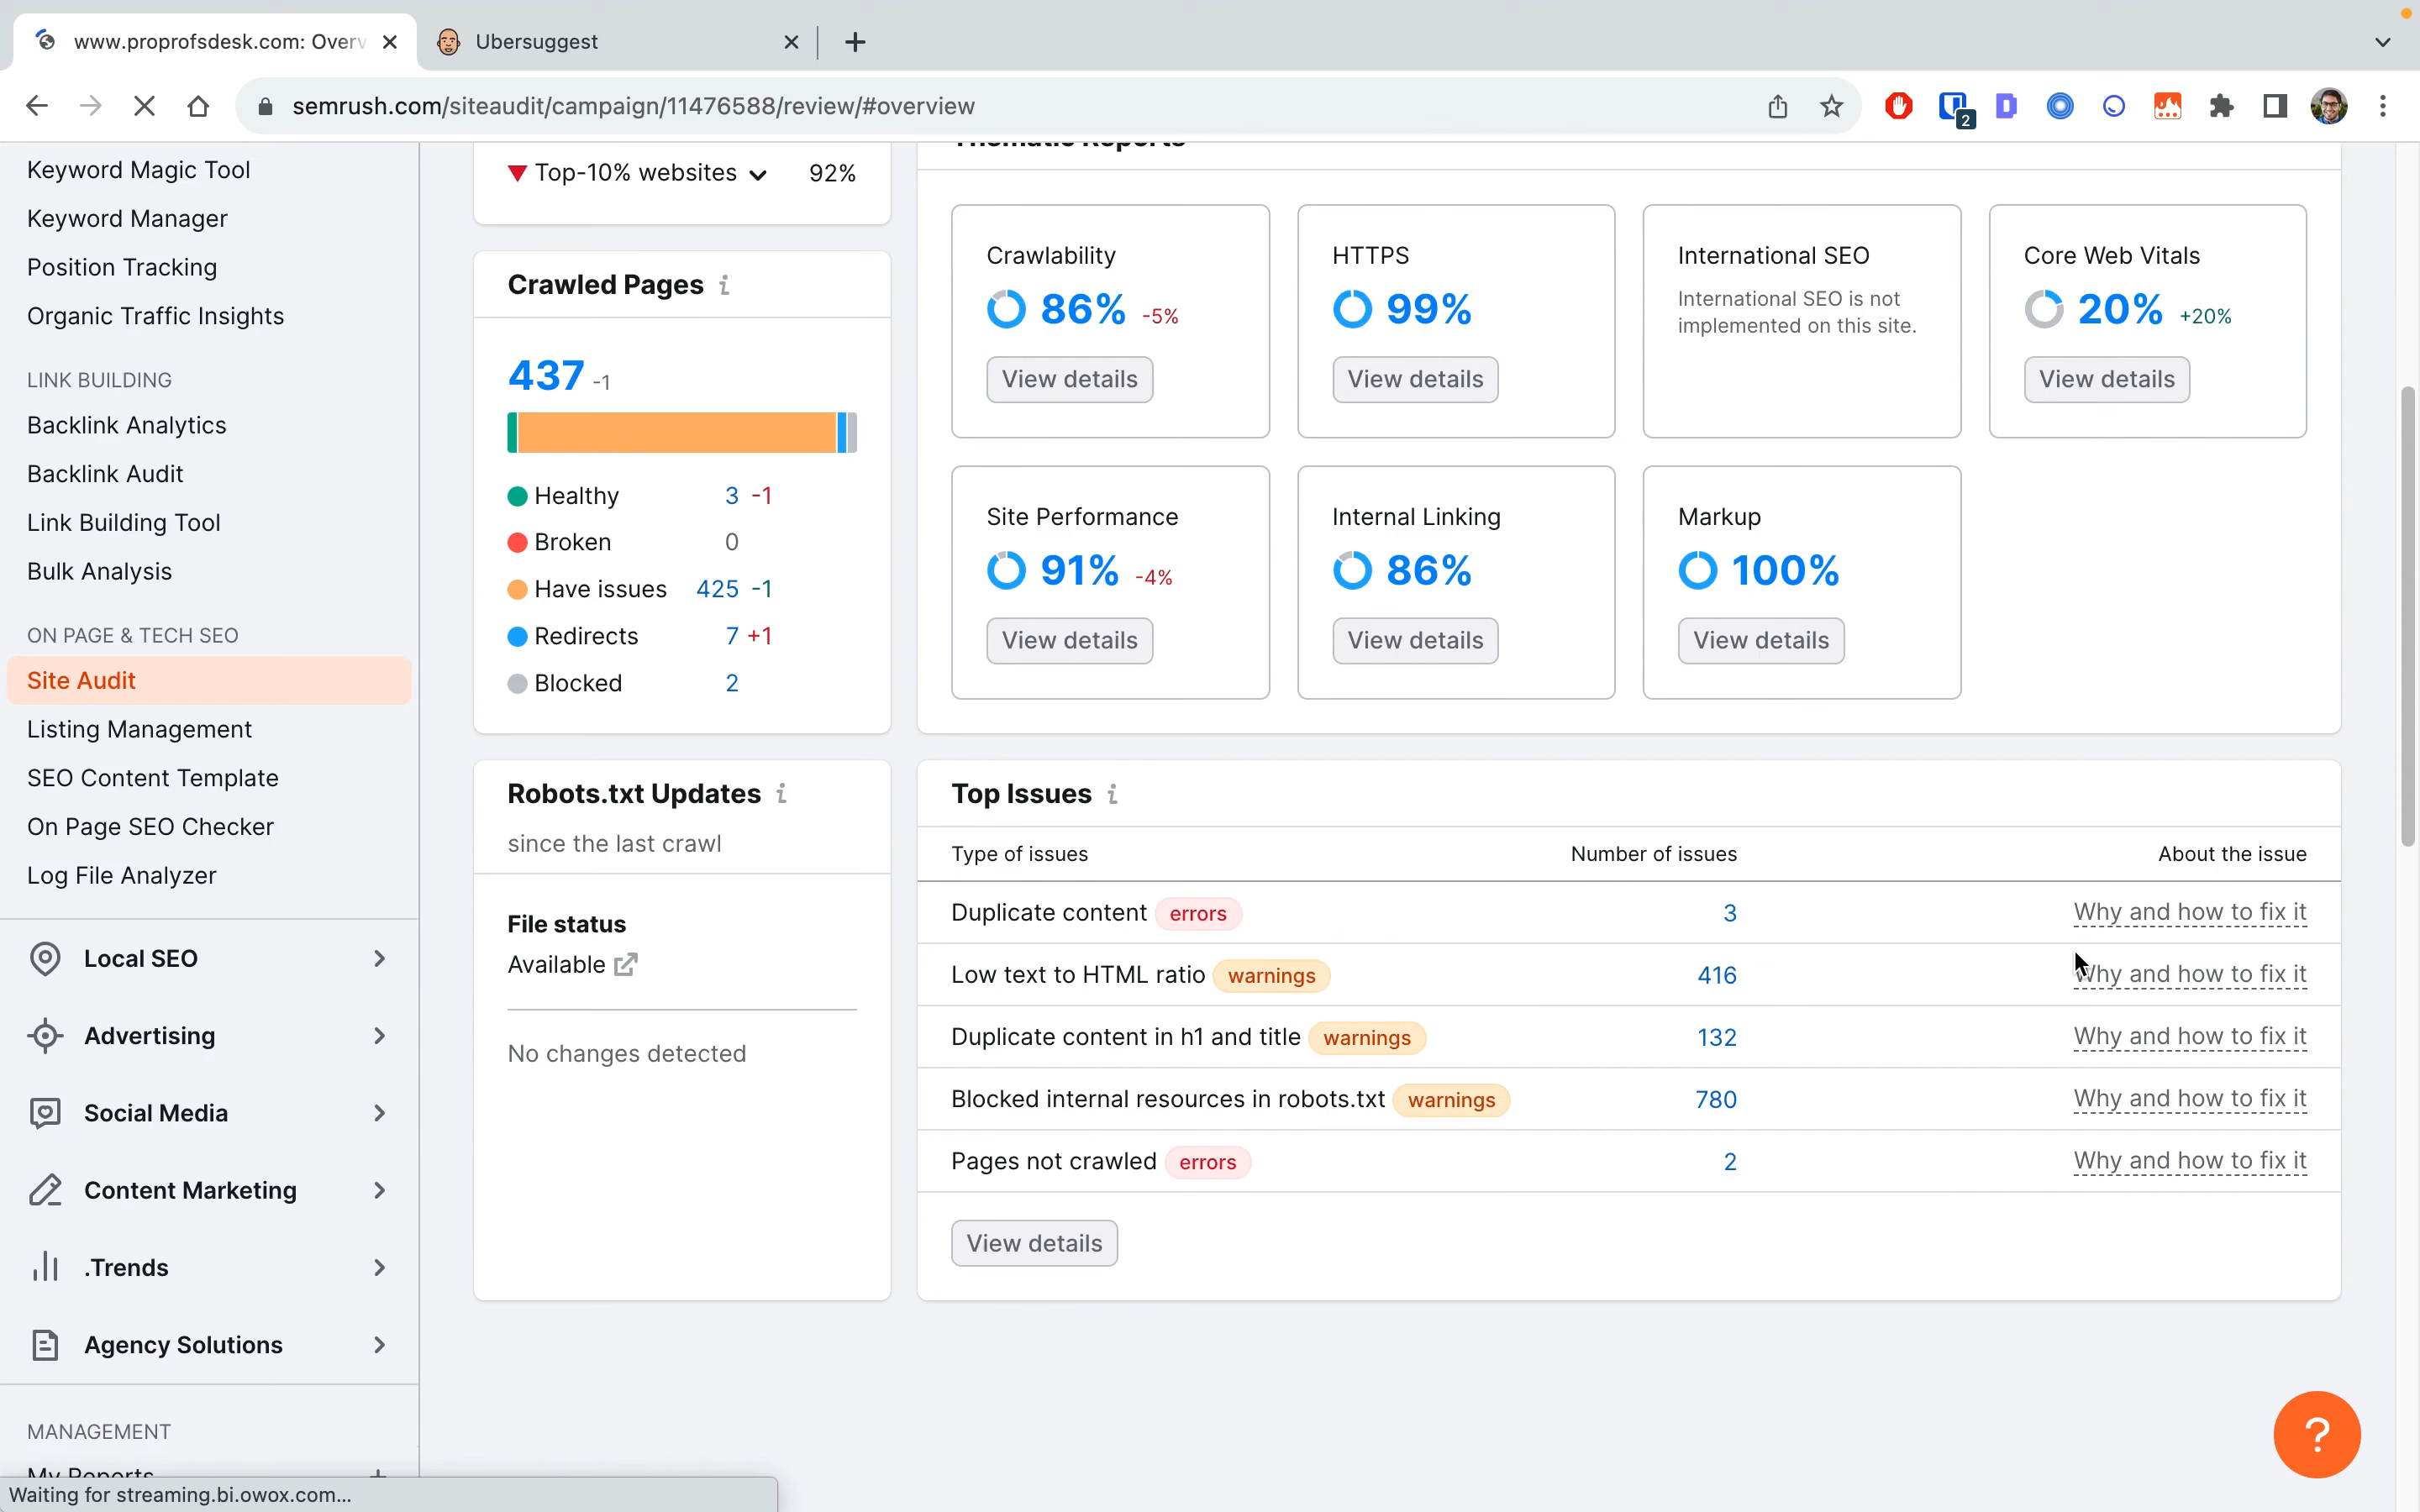 www.proprofsdesk.com: Overv
Ubersuggest
semrush.com/siteaudit/campaign/11476588/review/#overview
2
Keyword Magic Tool
Keyword Manager
Position Tracking
Organic Traffic Insights
LINK BUILDING
Backlink Analytics
Backlink Audit
Link Building Tool
Bulk Analysis
ON PAGE & TECH SEO
Site Audit
Listing Management
SEO Content Template
On Page SEO Checker
Log File Analyzer
Local SEO
Advertising
Social Media
Content Marketing
.Trends
Agency Solutions
MANAGEMENT
My Reports +
Waiting for streaming.bi.owox.com...
Top-10% websites 92%
Crawled Pages i
437 -1
Healthy 3 -1
Broken 0
Have issues 425 -1
Redirects 7 +1
Blocked 2
Robots.txt Updates i
since the last crawl
File status
Available
No changes detected
Thematic Reports
Crawlability
86% -5%
View details
HTTPS
99%
View details
International SEO
International SEO is not
implemented on this site.
Core Web Vitals
20% +20%
View details
Site Performance
91% -4%
View details
Internal Linking
86%
View details
Markup
100%
View details
Top Issues i
Type of issues Number of issues About the issue
Duplicate content errors 3 Why and how to fix it
Low text to HTML ratio warnings 416 Why and how to fix it
Duplicate content in h1 and title warnings 132 Why and how to fix it
Blocked internal resources in robots.txt warnings 780 Why and how to fix it
Pages not crawled errors 2 Why and how to fix it
View details
?